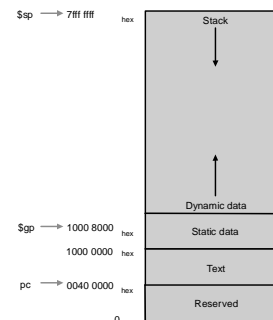 $sp 7fff ffff hex
Stack
Dynamic data
$gp 1000 8000 hex
Static data
1000 0000 hex
Text
pc 0040 0000 hex
Reserved
0